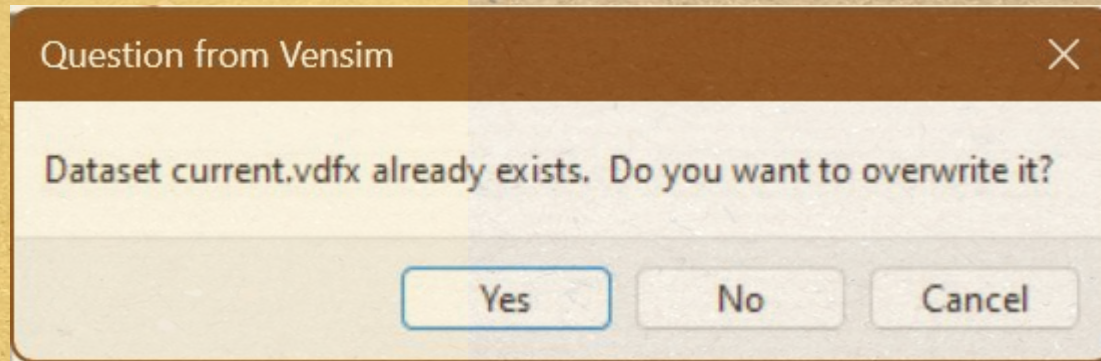 Question from Vensim
Dataset current.vdfx already exists. Do you want to overwrite it?
Yes No Cancel